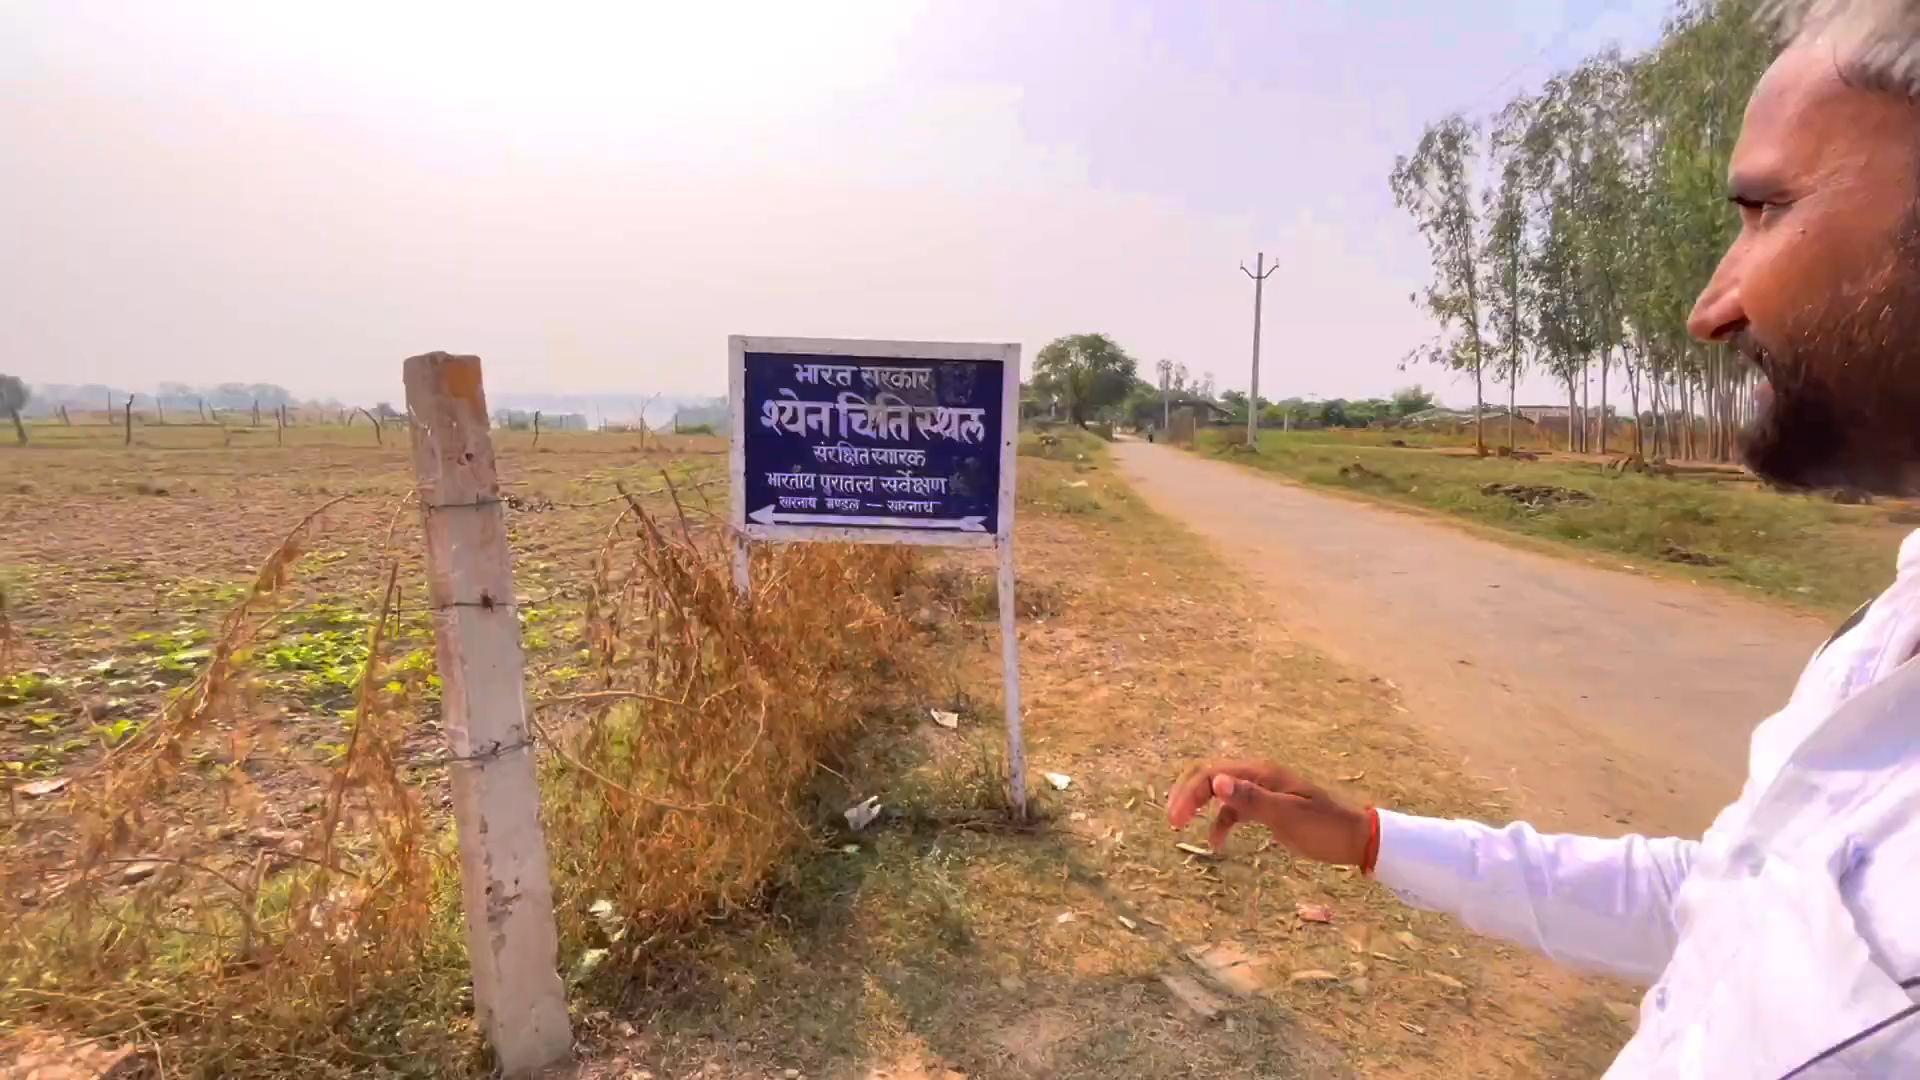 भारत सरकार
श्येन चिति स्थल
संरक्षित स्मारक
भारतीय पुरातत्व सर्वेक्षण
सारनाथ मण्डल — सारनाथ